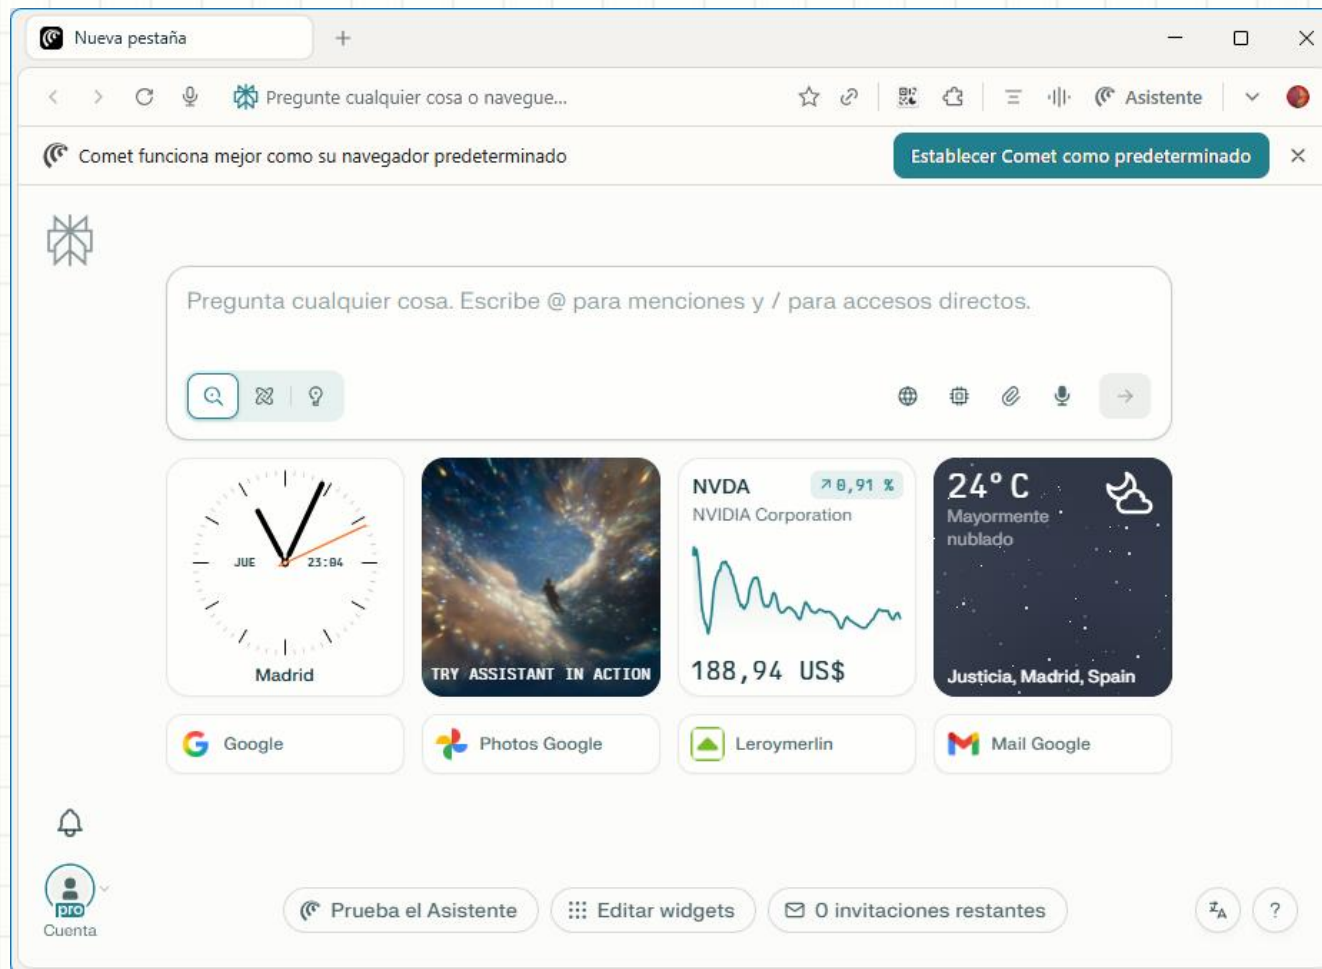 Nueva pestaña
Pregunte cualquier cosa o navegue...
Asistente
Comet funciona mejor como su navegador predeterminado
Establecer Comet como predeterminado
Pregunta cualquier cosa. Escribe @ para menciones y / para accesos directos.
JUE
23:04
Madrid
TRY ASSISTANT IN ACTION
NVDA
0,91 %
NVIDIA Corporation
188,94 US$
24° C
Mayormente
nublado
Justicia, Madrid, Spain
Google
Photos Google
Leroymerlin
Mail Google
pro
Cuenta
Prueba el Asistente
Editar widgets
0 invitaciones restantes
?